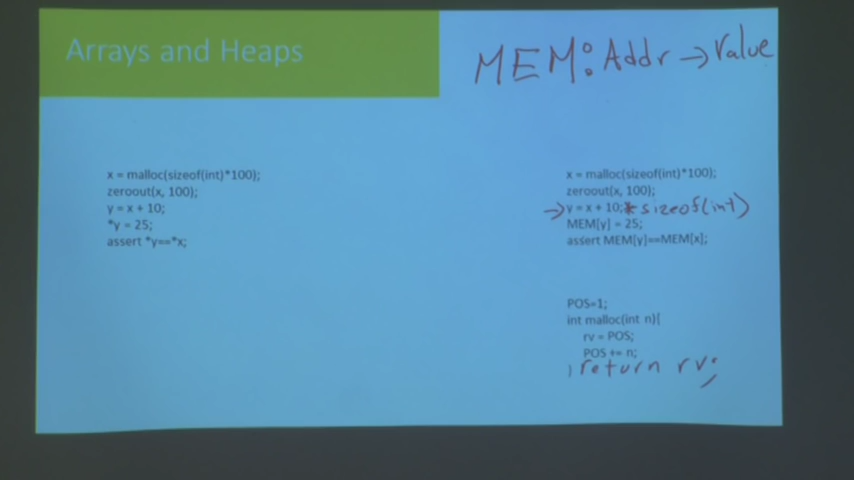 Arrays and Heaps
MEM: Addr → Value
x = malloc(sizeof(int)*100);
zeroout(x, 100);
y = x + 10;
*y = 25;
assert *y==*x;
x = malloc(sizeof(int)*100);
zeroout(x, 100);
→ y = x + 10;* sizeof(int)
MEM[y] = 25;
assert MEM[y]==MEM[x];
POS=1;
int malloc(int n){
rv = POS;
POS += n;
} return rv;